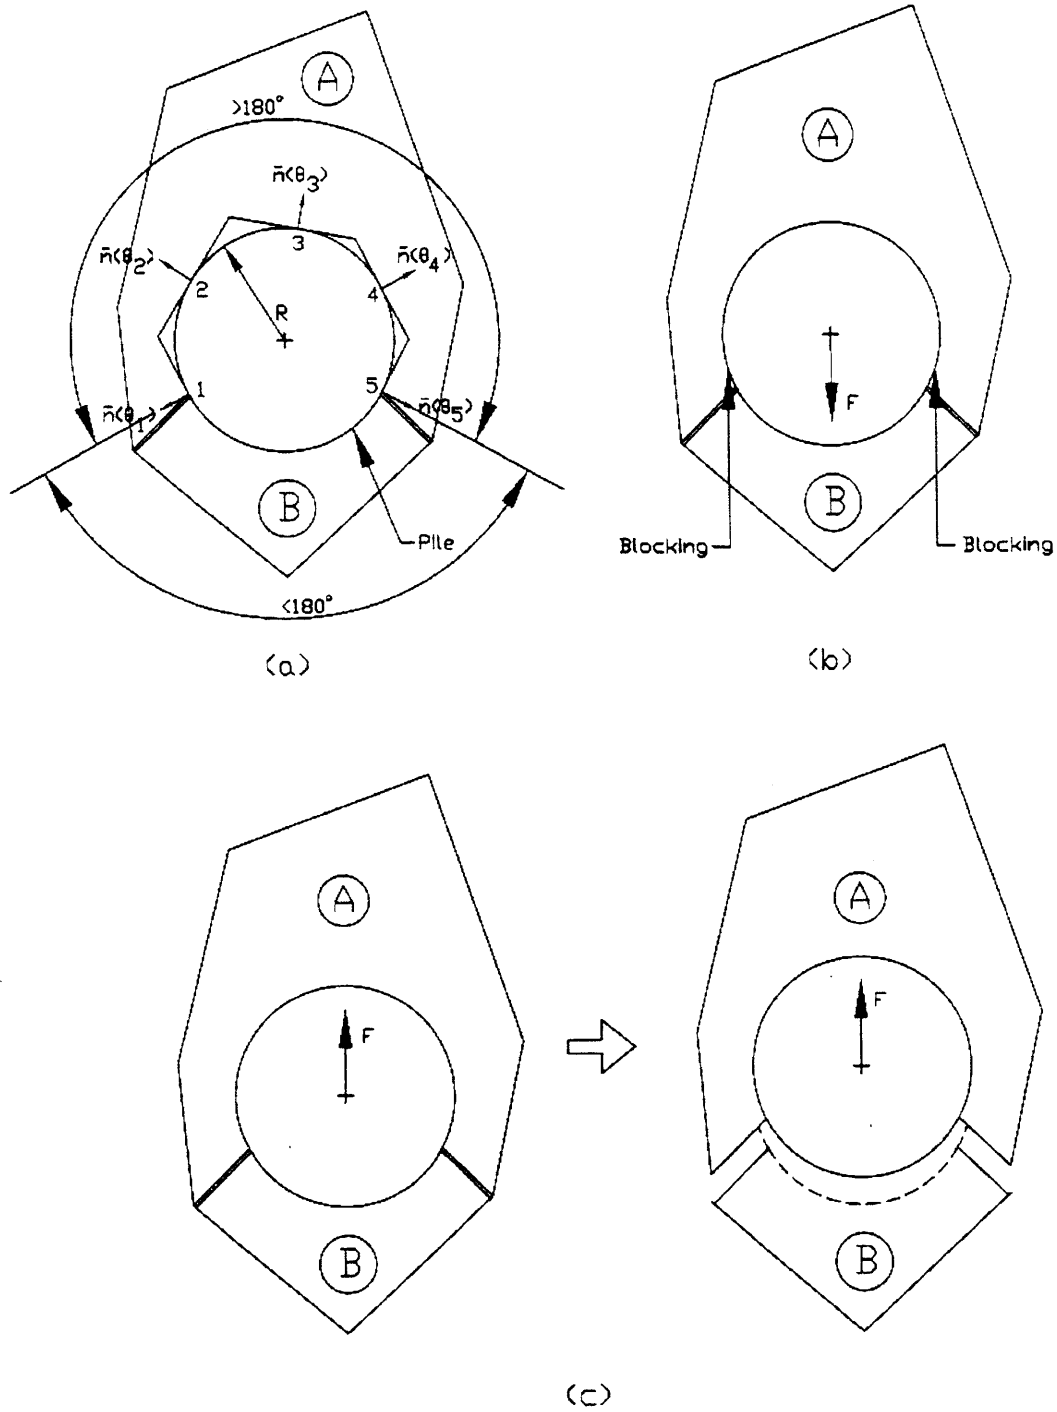 A
>180°
n̄(θ3)
n̄(θ2)
n̄(θ4)
3
2
4
R
1
5
n̄(θ1)
n̄(θ5)
B
Pile
<180°
(a)
A
F
B
Blocking
Blocking
(b)
A
F
B
A
F
B
(c)